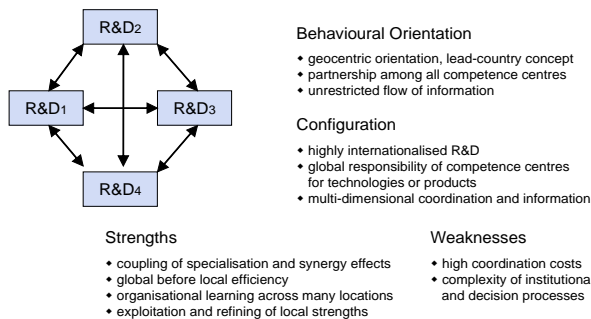 R&D2
R&D1
R&D3
R&D4
Behavioural Orientation
◆ geocentric orientation, lead-country concept
◆ partnership among all competence centres
◆ unrestricted flow of information
Configuration
◆ highly internationalised R&D
◆ global responsibility of competence centres
for technologies or products
◆ multi-dimensional coordination and information
Strengths
◆ coupling of specialisation and synergy effects
◆ global before local efficiency
◆ organisational learning across many locations
◆ exploitation and refining of local strengths
Weaknesses
◆ high coordination costs
◆ complexity of institutiona
and decision processes